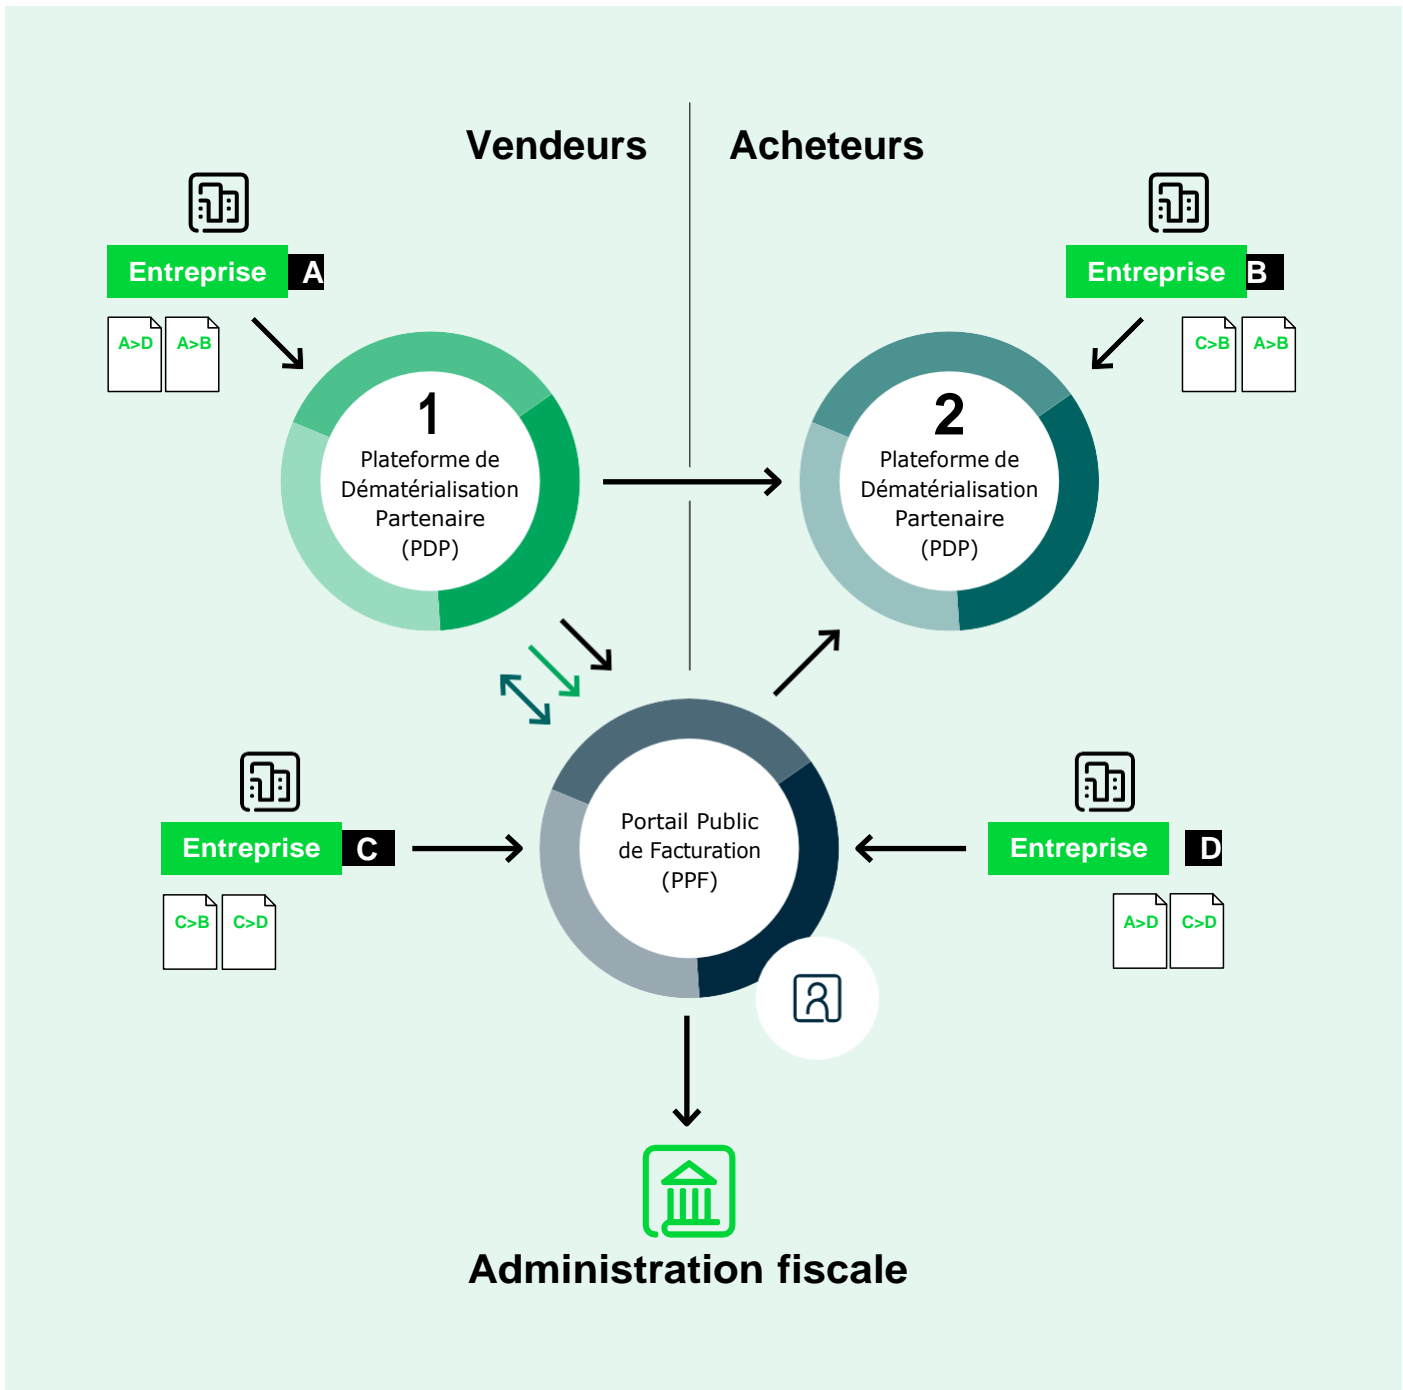 Vendeurs
Acheteurs
Entreprise A
Entreprise B
A>D A>B
C>B A>B
1
Plateforme de
Dématérialisation
Partenaire
(PDP)
2
Plateforme de
Dématérialisation
Partenaire
(PDP)
Entreprise C
Portail Public
de Facturation
(PPF)
Entreprise D
C>B C>D
A>D C>D
Administration fiscale